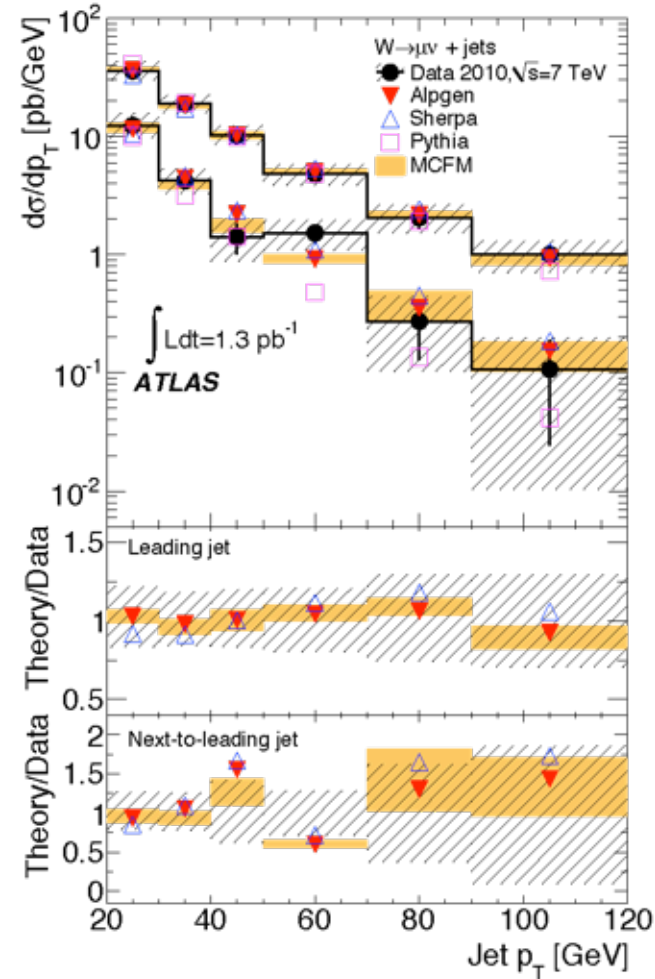 dσ/dp_T [pb/GeV]
10²
10
1
10⁻¹
10⁻²
W→μν + jets
Data 2010,√s=7 TeV
Alpgen
Sherpa
Pythia
MCFM
∫ Ldt=1.3 pb⁻¹
ATLAS
Theory/Data
1.5
1
0.5
Leading jet
Theory/Data
2
1.5
1
0.5
0
Next-to-leading jet
20 40 60 80 100 120
Jet p_T [GeV]